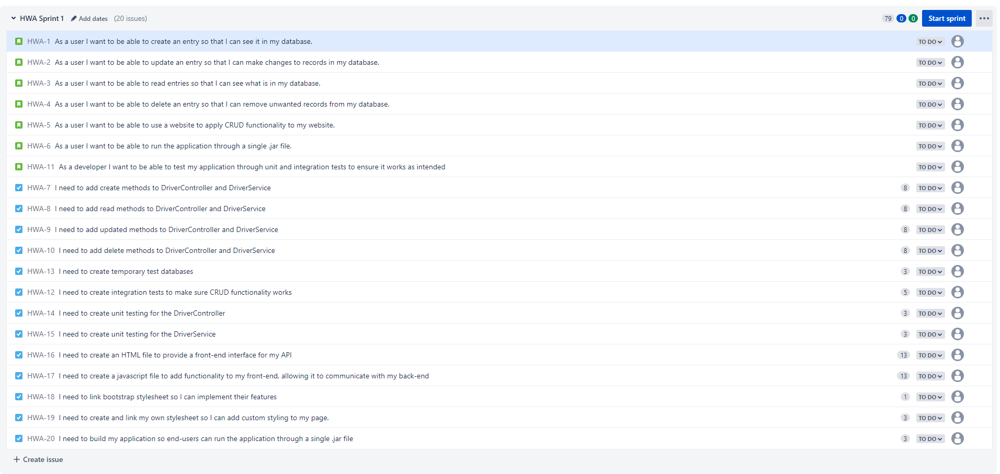 HWA Sprint 1 Add dates (20 issues) 79 0 0 Start sprint
HWA-1 As a user I want to be able to create an entry so that I can see it in my database. TO DO
HWA-2 As a user I want to be able to update an entry so that I can make changes to records in my database. TO DO
HWA-3 As a user I want to be able to read entries so that I can see what is in my database. TO DO
HWA-4 As a user I want to be able to delete an entry so that I can remove unwanted records from my database. TO DO
HWA-5 As a user I want to be able to use a website to apply CRUD functionality to my website. TO DO
HWA-6 As a user I want to be able to run the application through a single .jar file. TO DO
HWA-11 As a developer I want to be able to test my application through unit and integration tests to ensure it works as intended TO DO
HWA-7 I need to add create methods to DriverController and DriverService 8 TO DO
HWA-8 I need to add read methods to DriverController and DriverService 8 TO DO
HWA-9 I need to add updated methods to DriverController and DriverService 8 TO DO
HWA-10 I need to add delete methods to DriverController and DriverService 8 TO DO
HWA-13 I need to create temporary test databases 3 TO DO
HWA-12 I need to create integration tests to make sure CRUD functionality works 5 TO DO
HWA-14 I need to create unit testing for the DriverController 3 TO DO
HWA-15 I need to create unit testing for the DriverService 3 TO DO
HWA-16 I need to create an HTML file to provide a front-end interface for my API 13 TO DO
HWA-17 I need to create a javascript file to add functionality to my front-end, allowing it to communicate with my back-end 13 TO DO
HWA-18 I need to link bootstrap stylesheet so I can implement their features 1 TO DO
HWA-19 I need to create and link my own stylesheet so I can add custom styling to my page. 3 TO DO
HWA-20 I need to build my application so end-users can run the application through a single .jar file 3 TO DO
+ Create issue